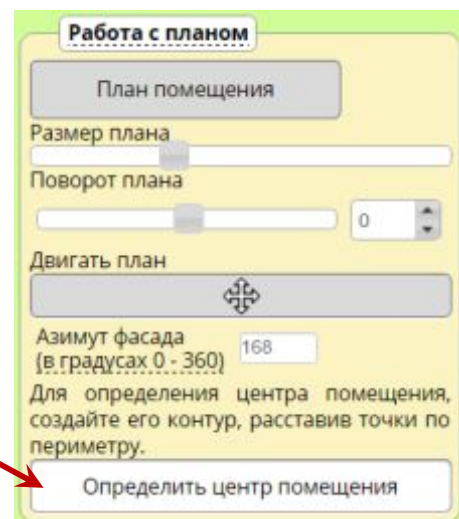 Работа с планом
План помещения
Размер плана
Поворот плана
0
Двигать план
Азимут фасада
(в градусах 0 - 360)
168
Для определения центра помещения,
создайте его контур, расставив точки по
периметру.
Определить центр помещения